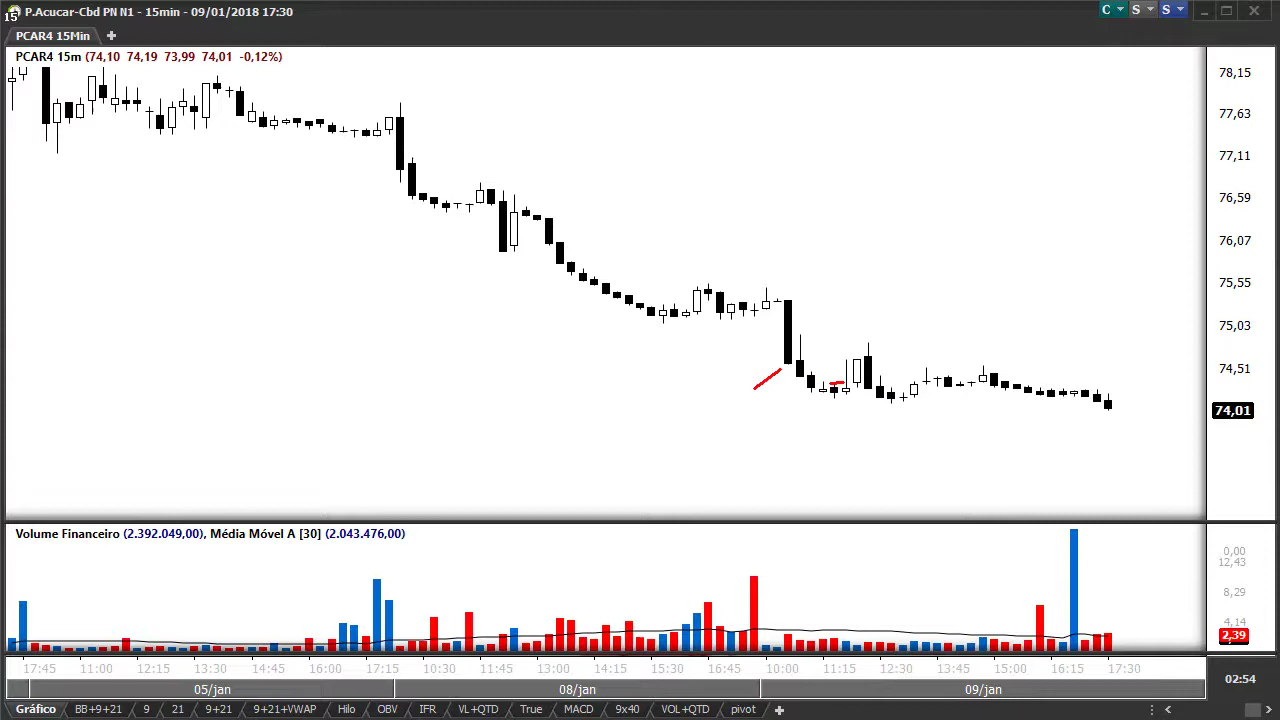 15 P.Acucar-Cbd PN N1 - 15min - 09/01/2018 17:30
C S S
PCAR4 15Min
PCAR4 15m (74,10 74,19 73,99 74,01 -0,12%)
78,15
77,63
77,11
76,59
76,07
75,55
75,03
74,51
74,01
Volume Financeiro (2.392.049,00), Média Móvel A [30] (2.043.476,00)
0,00
12,43
8,29
4,14
2,39
17:45 11:00 12:15 13:30 14:45 16:00 17:15 10:30 11:45 13:00 14:15 15:30 16:45 10:00 11:15 12:30 13:45 15:00 16:15 17:30
05/jan 08/jan 09/jan
02:54
Gráfico BB+9+21 9 21 9+21 9+21+VWAP Hilo OBV IFR VL+QTD True MACD 9x40 VOL+QTD pivot